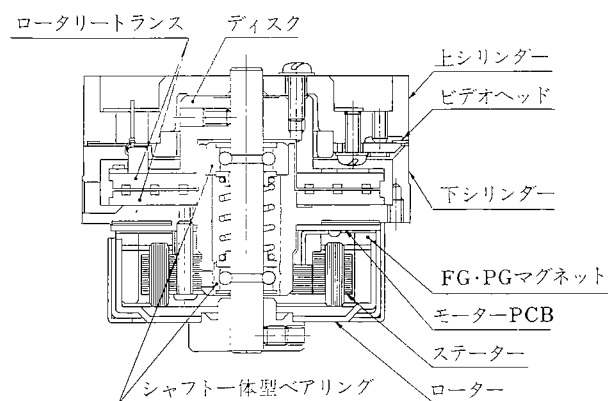 ロータリートランス
ディスク
上シリンダー
ビデオヘッド
下シリンダー
FG・PGマグネット
モーターPCB
ステーター
ローター
シャフト一体型ベアリング